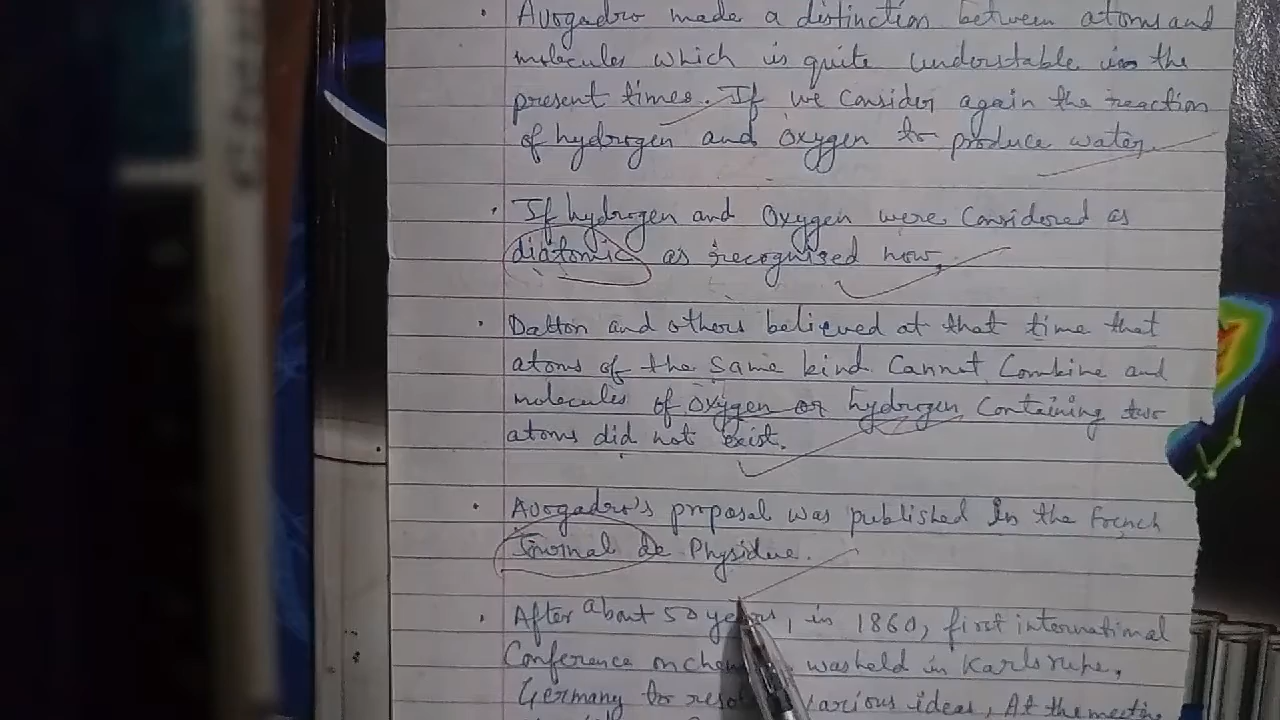 · Avogadro made a distinction between atoms and
molecules which is quite understable in the
present times. If we consider again the reaction
of hydrogen and oxygen to produce water.
· If hydrogen and oxygen were considered as
diatomic as recognised now.
· Dalton and others believed at that time that
atoms of the same kind cannot combine and
molecules of oxygen or hydrogen containing two
atoms did not exist.
· Avogadro's proposal was published in the french
Journal de Physidue.
· After about 50 years, in 1860, first international
Conference on was held in Karlsruhe,
Germany to various ideas, At the